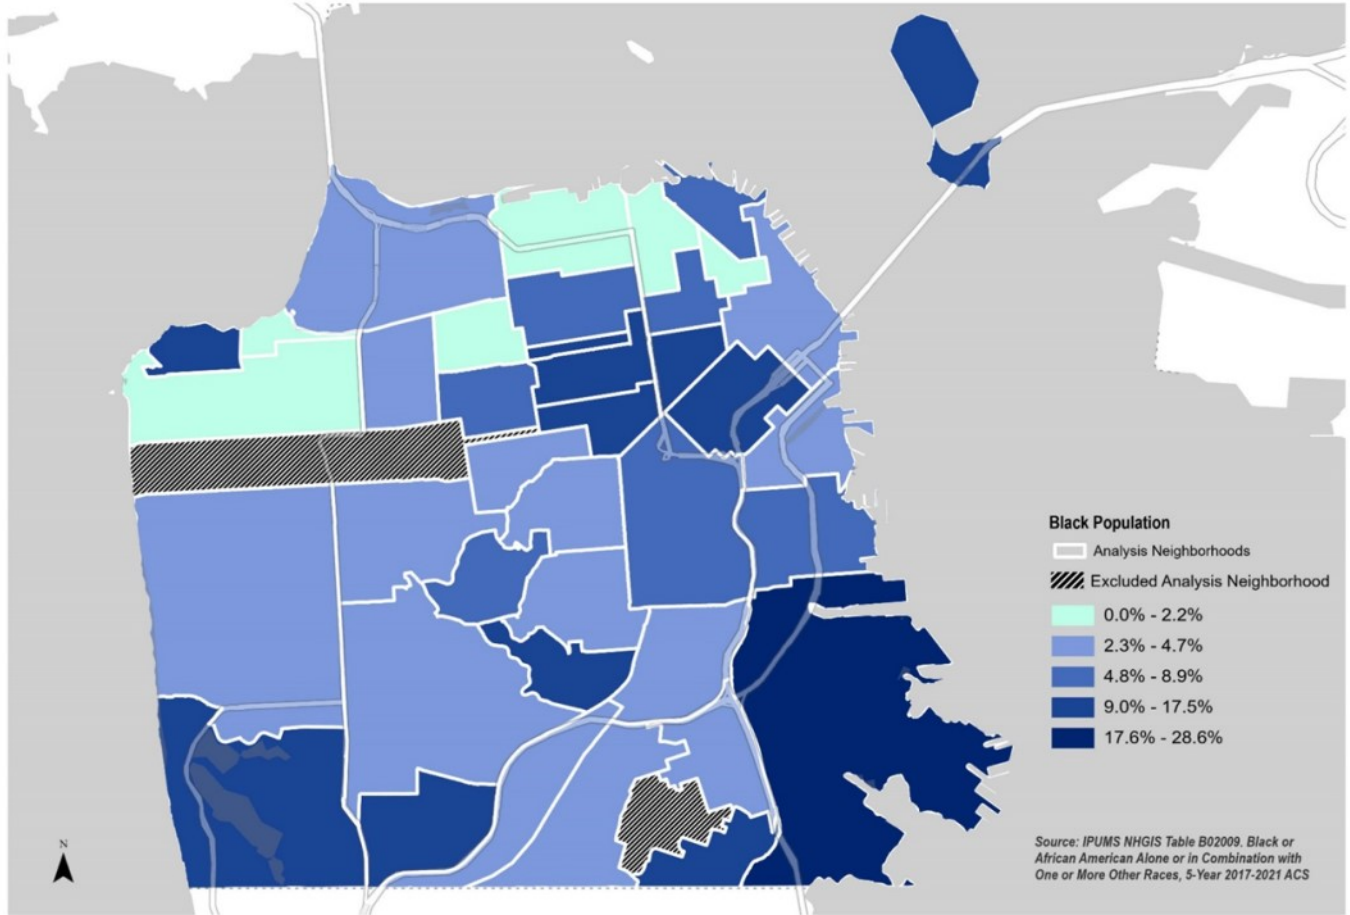 Black Population
Analysis Neighborhoods
Excluded Analysis Neighborhood
0.0% - 2.2%
2.3% - 4.7%
4.8% - 8.9%
9.0% - 17.5%
17.6% - 28.6%
N
Source: IPUMS NHGIS Table B02009. Black or
African American Alone or in Combination with
One or More Other Races, 5-Year 2017-2021 ACS